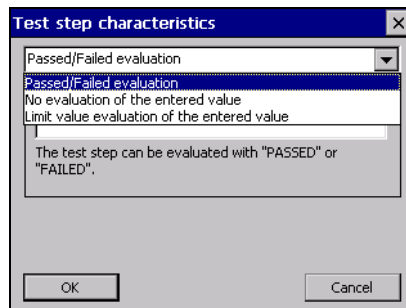 Test step characteristics
Passed/Failed evaluation
Passed/Failed evaluation
No evaluation of the entered value
Limit value evaluation of the entered value
The test step can be evaluated with "PASSED" or
"FAILED".
OK
Cancel